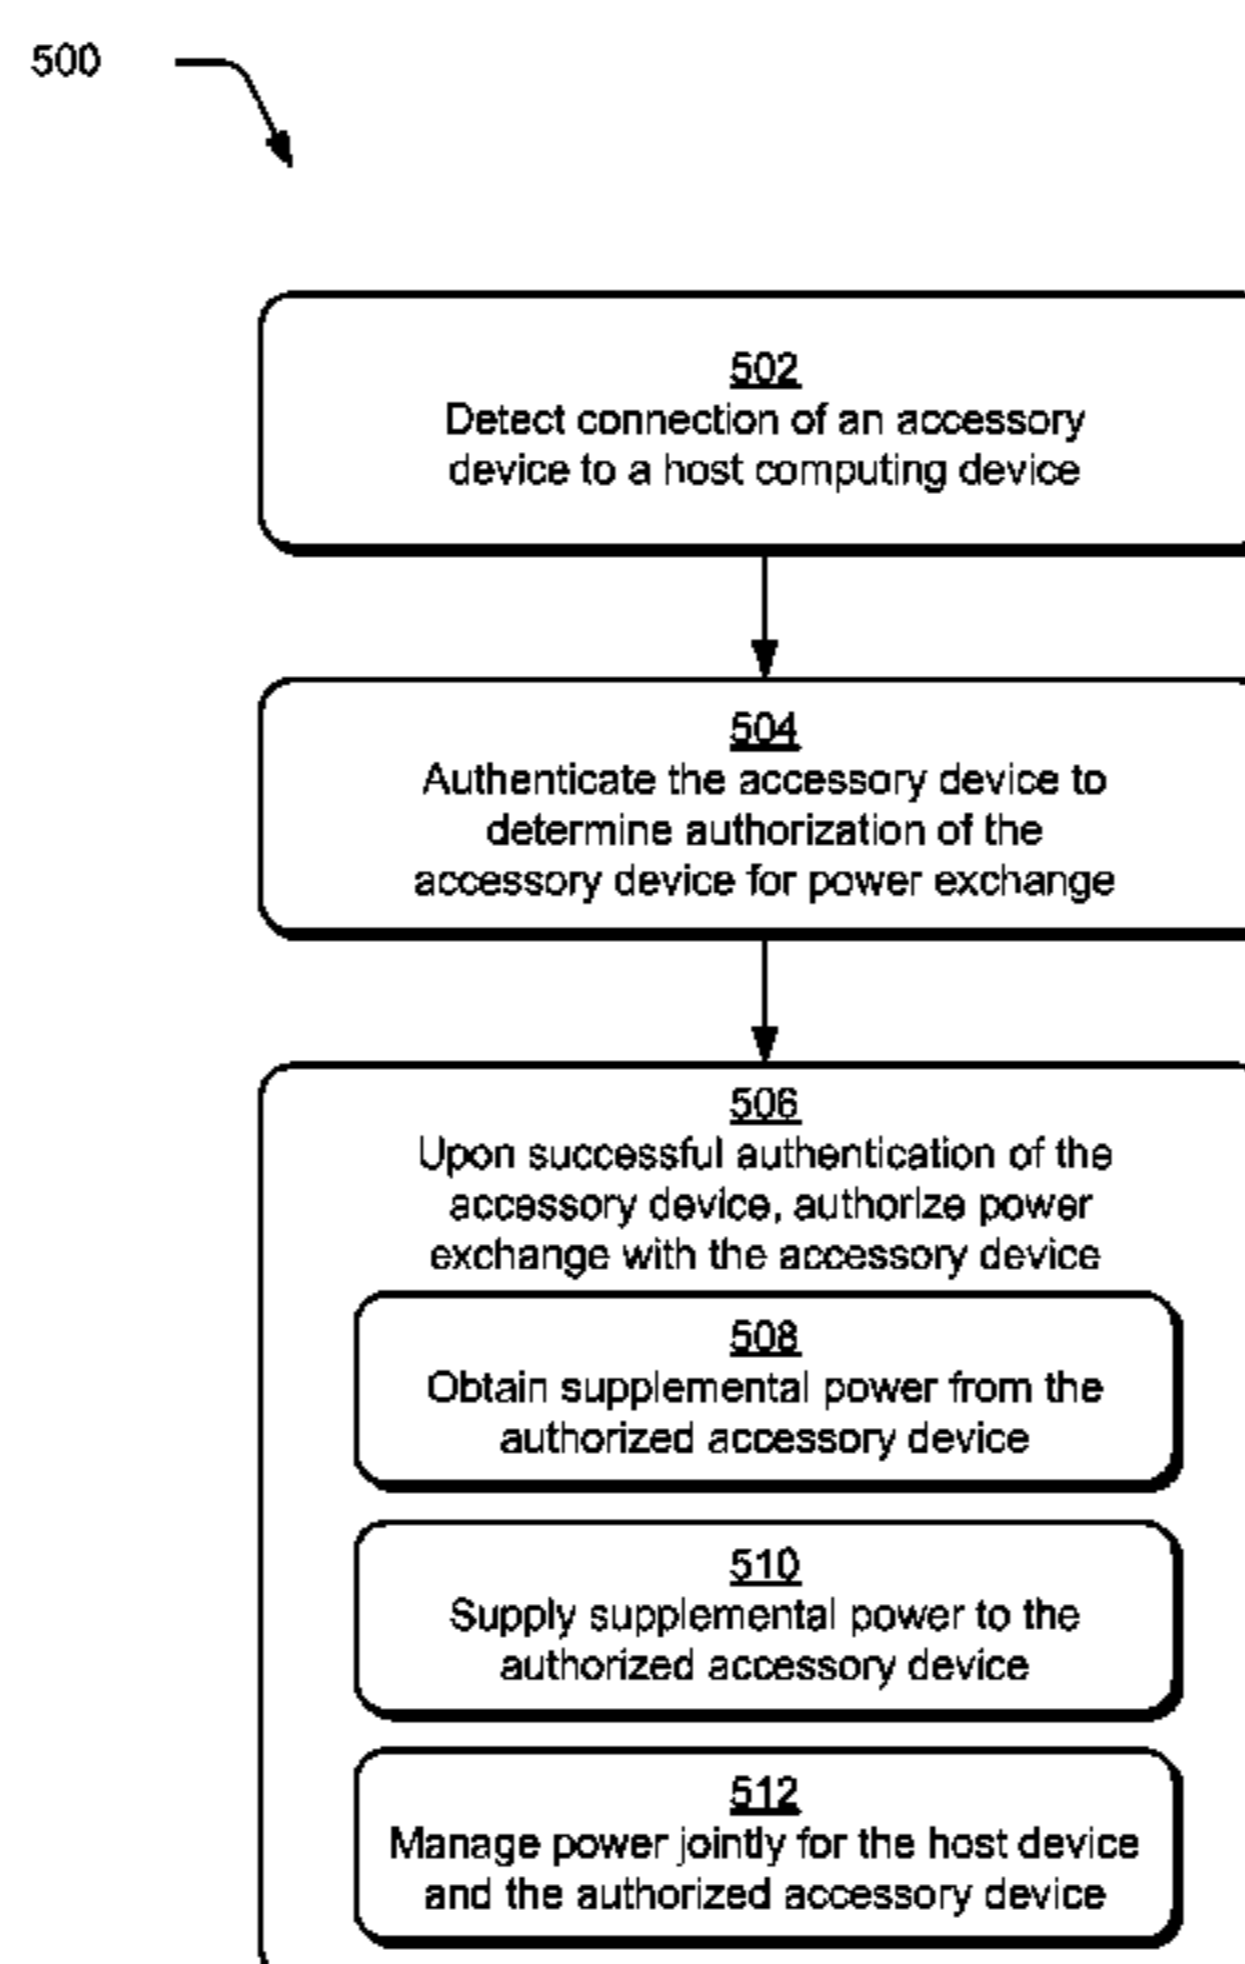 500
502
Detect connection of an accessory
device to a host computing device
504
Authenticate the accessory device to
determine authorization of the
accessory device for power exchange
506
Upon successful authentication of the
accessory device, authorize power
exchange with the accessory device
508
Obtain supplemental power from the
authorized accessory device
510
Supply supplemental power to the
authorized accessory device
512
Manage power jointly for the host device
and the authorized accessory device